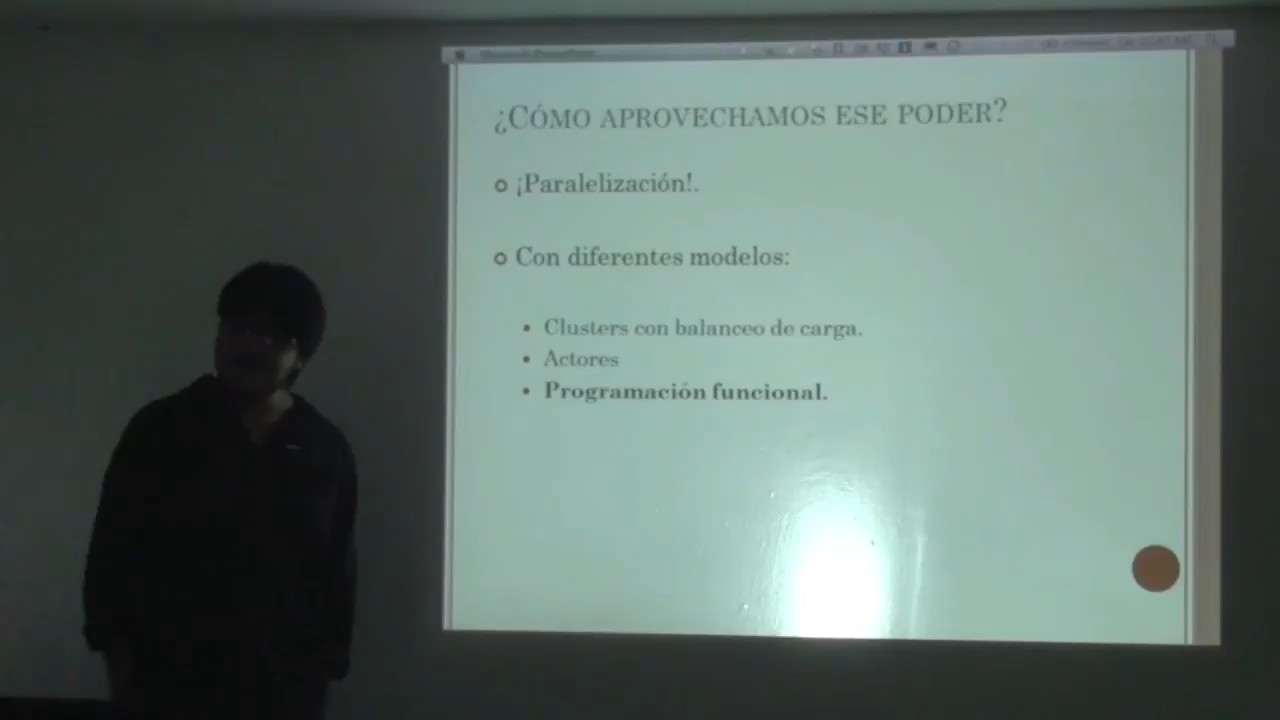 ¿CÓMO APROVECHAMOS ESE PODER?
¡Paralelización!.
Con diferentes modelos:
Clusters con balanceo de carga.
Actores
Programación funcional.